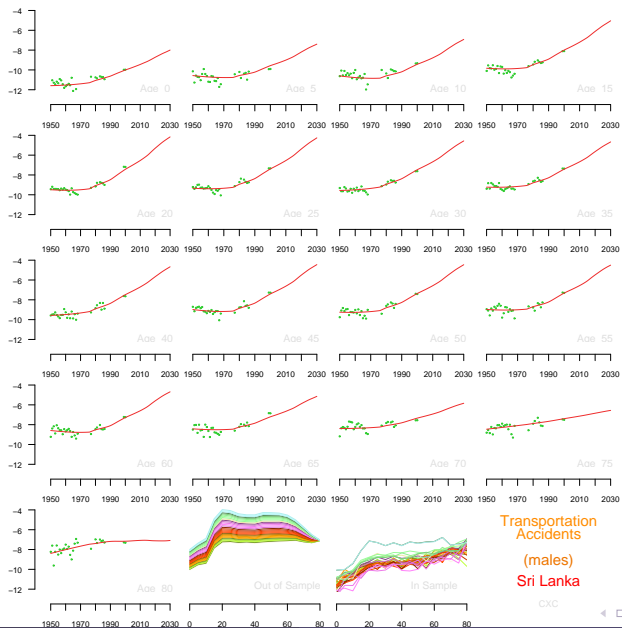 −4
−6
−8
−10
−12
Age 0
Age 5
Age 10
Age 15
1950 1970 1990 2010 2030
1950 1970 1990 2010 2030
1950 1970 1990 2010 2030
1950 1970 1990 2010 2030
−4
−6
−8
−10
−12
Age 20
Age 25
Age 30
Age 35
1950 1970 1990 2010 2030
1950 1970 1990 2010 2030
1950 1970 1990 2010 2030
1950 1970 1990 2010 2030
−4
−6
−8
−10
−12
Age 40
Age 45
Age 50
Age 55
1950 1970 1990 2010 2030
1950 1970 1990 2010 2030
1950 1970 1990 2010 2030
1950 1970 1990 2010 2030
−4
−6
−8
−10
−12
Age 60
Age 65
Age 70
Age 75
1950 1970 1990 2010 2030
1950 1970 1990 2010 2030
1950 1970 1990 2010 2030
1950 1970 1990 2010 2030
−4
−6
−8
−10
−12
Age 80
Out of Sample
In Sample
Transportation
Accidents
(males)
Sri Lanka
CXC
1950 1970 1990 2010 2030
0 20 40 60 80
0 20 40 60 80